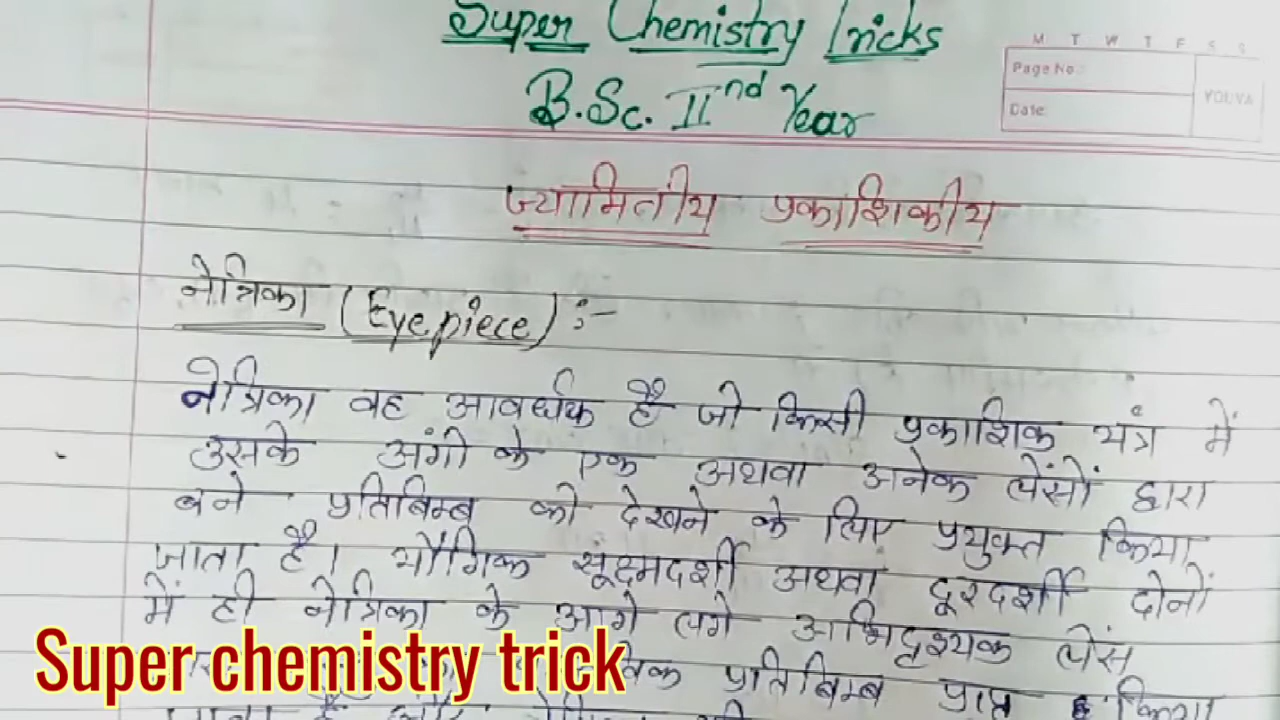 Super Chemistry Tricks
B.Sc. IInd Year
M T W T F S S
Page No.:
Date:
YOUVA
ज्यामितीय प्रकाशिकीय
नेत्रिका (Eye piece) :-
नेत्रिका वह आवर्धक है जो किसी प्रकाशिक यंत्र में
उसके अंगी के एक अथवा अनेक लेंसों द्वारा
बने प्रतिबिम्ब को देखने के लिए प्रयुक्त किया
जाता है। यौगिक सूक्ष्मदर्शी अथवा दूरदर्शी दोनों
में ही नेत्रिका के आगे लगे अभिदृश्यक लेंस
प्रतिबिम्ब प्राप्त किया
Super chemistry trick